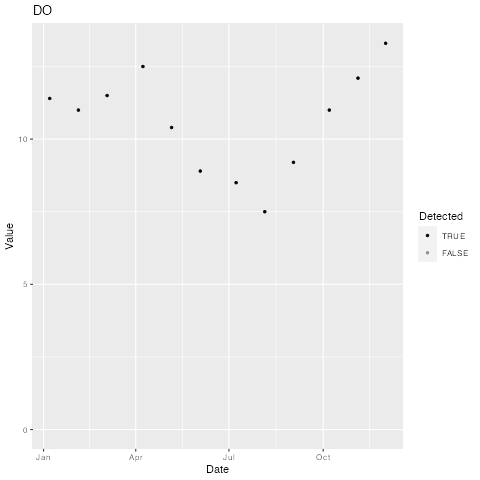 DO
10
5
0
Value
Jan
Apr
Jul
Oct
Date
Detected
TRUE
FALSE